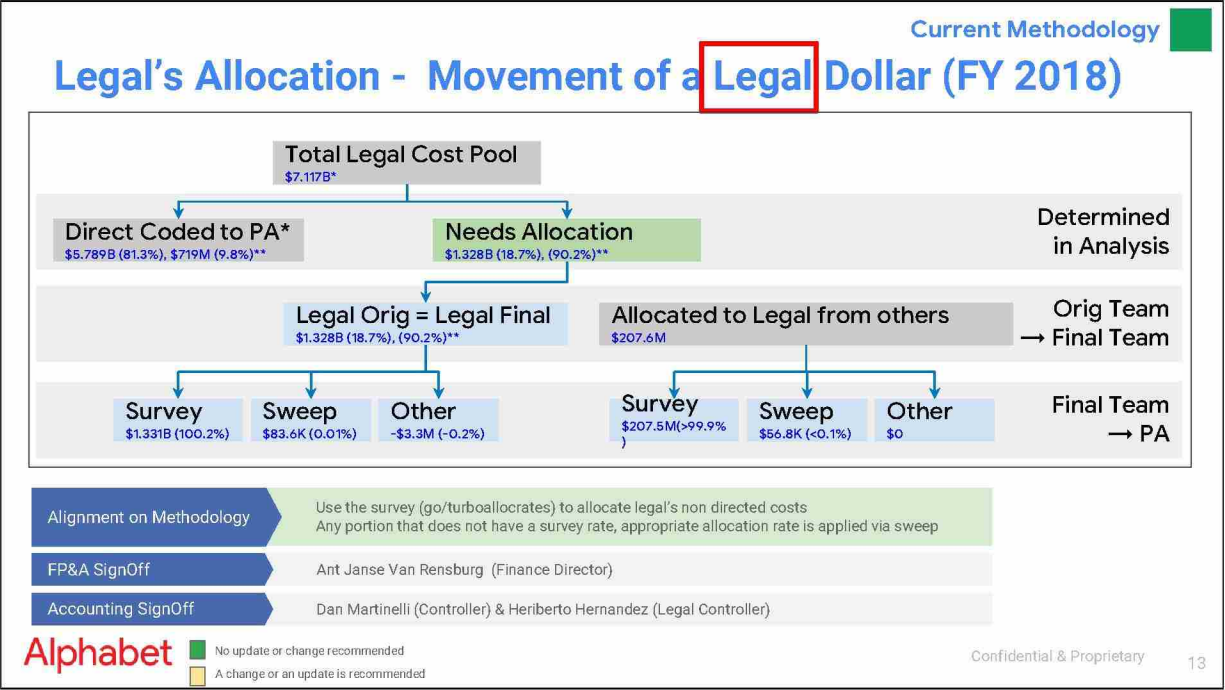 Current Methodology
Legal's Allocation - Movement of a Legal Dollar (FY 2018)
Total Legal Cost Pool
$7.117B*
Direct Coded to PA*
$5.789B (81.3%), $719M (9.8%)**
Needs Allocation
$1.328B (18.7%), (90.2%)**
Determined
in Analysis
Legal Orig = Legal Final
$1.328B (18.7%), (90.2%)**
Allocated to Legal from others
$207.6M
Orig Team
→ Final Team
Survey
$1.331B (100.2%)
Sweep
$83.6K (0.01%)
Other
-$3.3M (-0.2%)
Survey
$207.5M(>99.9%
)
Sweep
$56.8K (<0.1%)
Other
$0
Final Team
→ PA
Alignment on Methodology
Use the survey (go/turboallocrates) to allocate legal's non directed costs
Any portion that does not have a survey rate, appropriate allocation rate is applied via sweep
FP&A SignOff
Ant Janse Van Rensburg (Finance Director)
Accounting SignOff
Dan Martinelli (Controller) & Heriberto Hernandez (Legal Controller)
Alphabet
No update or change recommended
A change or an update is recommended
Confidential & Proprietary
13